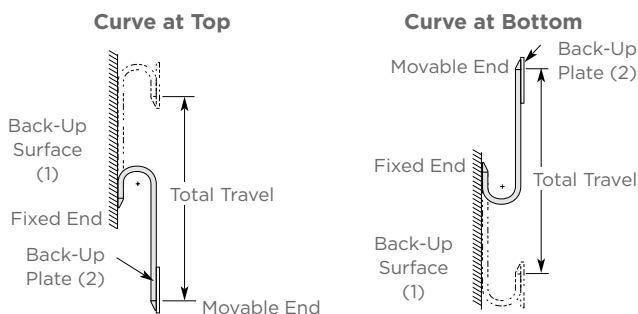 Curve at Top
Back-Up
Surface
(1)
Total Travel
Fixed End
Back-Up
Plate (2)
Movable End
Curve at Bottom
Back-Up
Plate (2)
Movable End
Fixed End
Total Travel
Back-Up
Surface
(1)